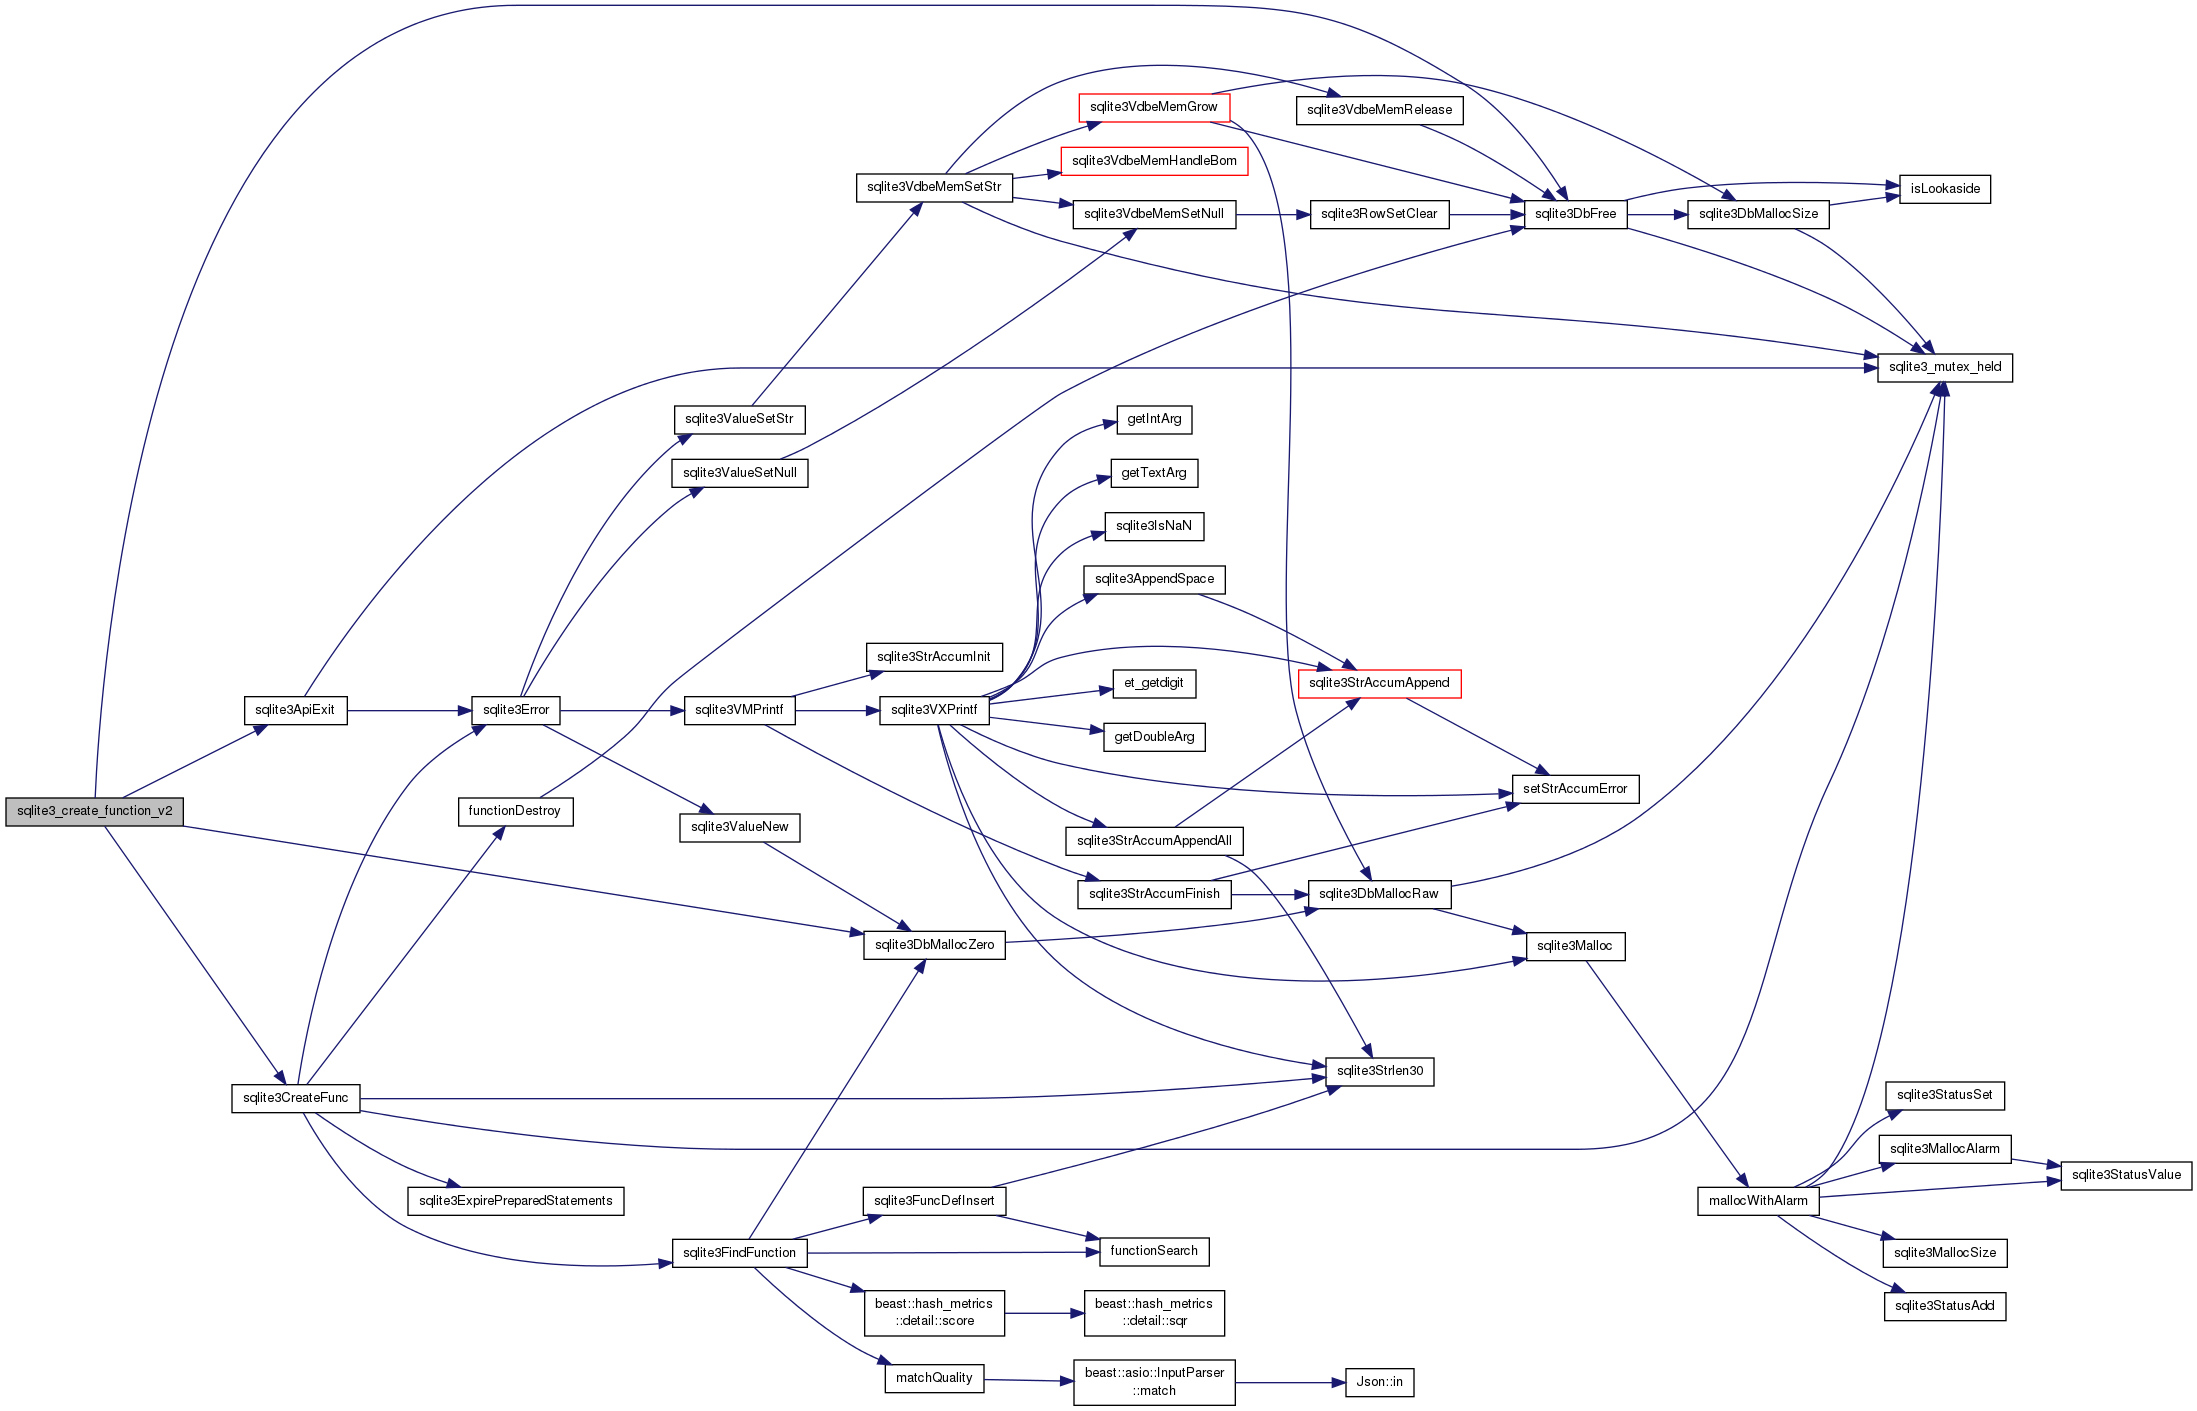 sqlite3_create_function_v2
sqlite3ApiExit
sqlite3CreateFunc
sqlite3Error
functionDestroy
sqlite3ExpirePreparedStatements
sqlite3ValueSetStr
sqlite3ValueSetNull
sqlite3VMPrintf
sqlite3ValueNew
sqlite3FindFunction
sqlite3VdbeMemSetStr
sqlite3StrAccumInit
sqlite3VXPrintf
sqlite3DbMallocZero
sqlite3FuncDefInsert
beast::hash_metrics
::detail::score
matchQuality
sqlite3VdbeMemGrow
sqlite3VdbeMemHandleBom
sqlite3VdbeMemSetNull
getIntArg
getTextArg
sqlite3IsNaN
sqlite3AppendSpace
et_getdigit
getDoubleArg
sqlite3StrAccumAppendAll
sqlite3StrAccumFinish
functionSearch
beast::hash_metrics
::detail::sqr
beast::asio::InputParser
::match
sqlite3VdbeMemRelease
sqlite3RowSetClear
sqlite3StrAccumAppend
sqlite3DbMallocRaw
sqlite3Strlen30
Json::in
sqlite3DbFree
setStrAccumError
sqlite3Malloc
sqlite3DbMallocSize
mallocWithAlarm
isLookaside
sqlite3_mutex_held
sqlite3StatusSet
sqlite3MallocAlarm
sqlite3MallocSize
sqlite3StatusAdd
sqlite3StatusValue